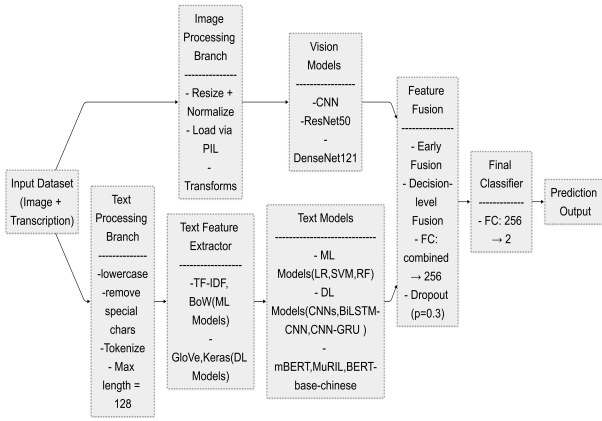 Input Dataset
(Image +
Transcription)
Image
Processing
Branch
---------------
- Resize +
Normalize
- Load via
PIL
-
Transforms
Vision
Models
-----------------
-CNN
-ResNet50
-
DenseNet121
Text
Processing
Branch
--------------
-lowercase
-remove
special
chars
-Tokenize
- Max
length =
128
Text Feature
Extractor
------------------
-TF-IDF,
BoW(ML
Models)
-
GloVe,Keras(DL
Models)
Text Models
-----------------------------
- ML
Models(LR,SVM,RF)
- DL
Models(CNNs,BiLSTM-
CNN,CNN-GRU )
-
mBERT,MuRIL,BERT-
base-chinese
Feature
Fusion
---------------
- Early
Fusion
- Decision-
level
Fusion
- FC:
combined
→ 256
- Dropout
(p=0.3)
Final
Classifier
-------------
- FC: 256
→ 2
Prediction
Output